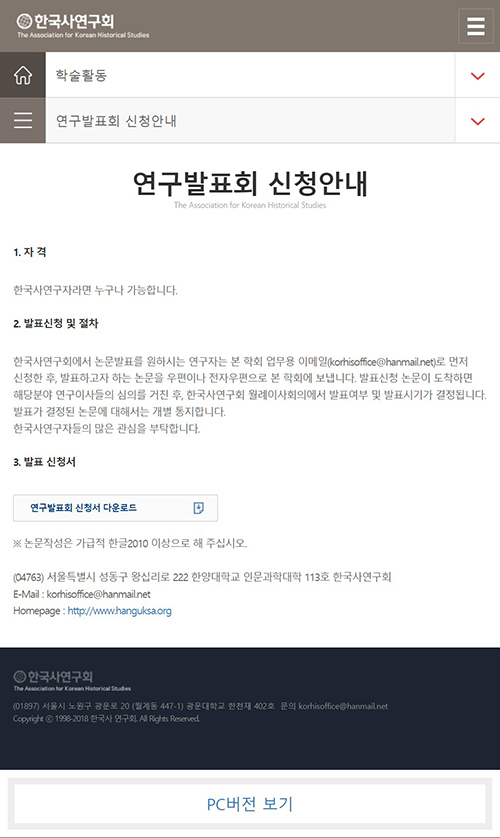 한국사연구회
The Association for Korean Historical Studies
학술활동
연구발표회 신청안내
연구발표회 신청안내
The Association for Korean Historical Studies
1. 자 격
한국사연구자라면 누구나 가능합니다.
2. 발표신청 및 절차
한국사연구회에서 논문발표를 원하시는 연구자는 본 학회 업무용 이메일(korhisoffice@hanmail.net)로 먼저
신청한 후, 발표하고자 하는 논문을 우편이나 전자우편으로 본 학회에 보냅니다. 발표신청 논문이 도착하면
해당분야 연구이사들의 심의를 거친 후, 한국사연구회 월례이사회의에서 발표여부 및 발표시기가 결정됩니다.
발표가 결정된 논문에 대해서는 개별 통지합니다.
한국사연구자들의 많은 관심을 부탁합니다.
3. 발표 신청서
연구발표회 신청서 다운로드
※ 논문작성은 가급적 한글2010 이상으로 해 주십시오.
(04763) 서울특별시 성동구 왕십리로 222 한양대학교 인문과학대학 113호 한국사연구회
E-Mail : korhisoffice@hanmail.net
Homepage : http://www.hanguksa.org
한국사연구회
The Association for Korean Historical Studies
(01897) 서울시 노원구 광운로 20 (월계동 447-1) 광운대학교 한천재 402호 문의 korhisoffice@hanmail.net
Copyright ⓒ 1998-2018 한국사 연구회. All Rights Reserved.
PC버전 보기